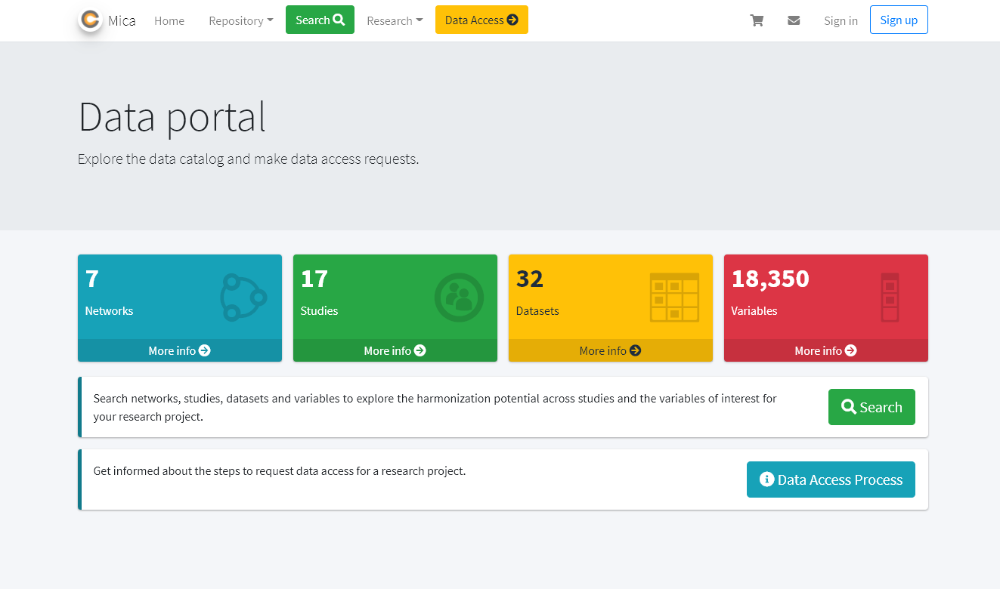 Mica Home Repository Search Research Data Access Sign in Sign up
Data portal
Explore the data catalog and make data access requests.
7
Networks
More info
17
Studies
More info
32
Datasets
More info
18,350
Variables
More info
Search networks, studies, datasets and variables to explore the harmonization potential across studies and the variables of interest for
your research project.
Search
Get informed about the steps to request data access for a research project.
Data Access Process